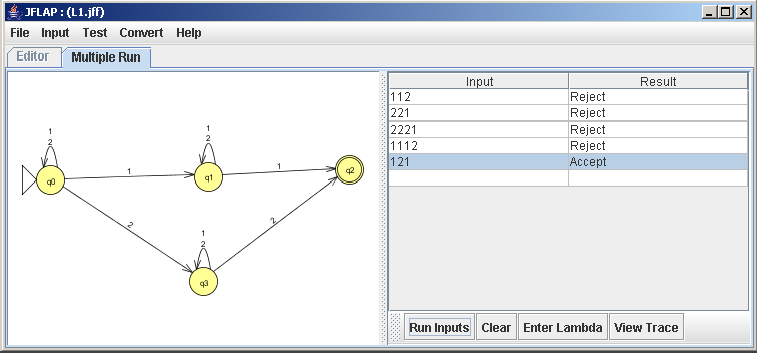 JFLAP : (L1.jff)
File Input Test Convert Help
Editor Multiple Run
Input Result
112 Reject
221 Reject
2221 Reject
1112 Reject
121 Accept
1
2
1
2
q0
1
q1
1
q2
2
2
1
2
q3
Run Inputs Clear Enter Lambda View Trace